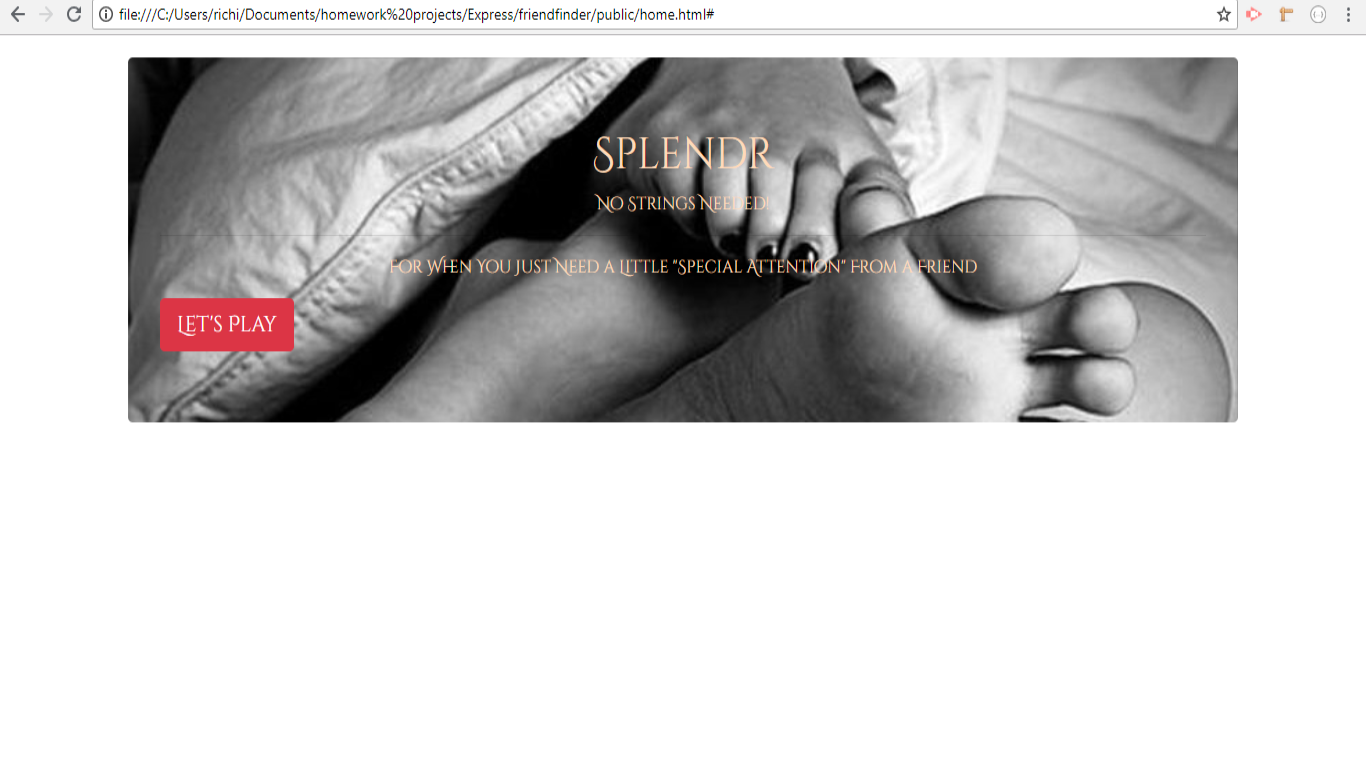 file:///C:/Users/richi/Documents/homework%20projects/Express/friendfinder/public/home.html#
Splendr
No Strings Needed!
For When You Just Need a Little "Special Attention" From a Friend
Let's Play